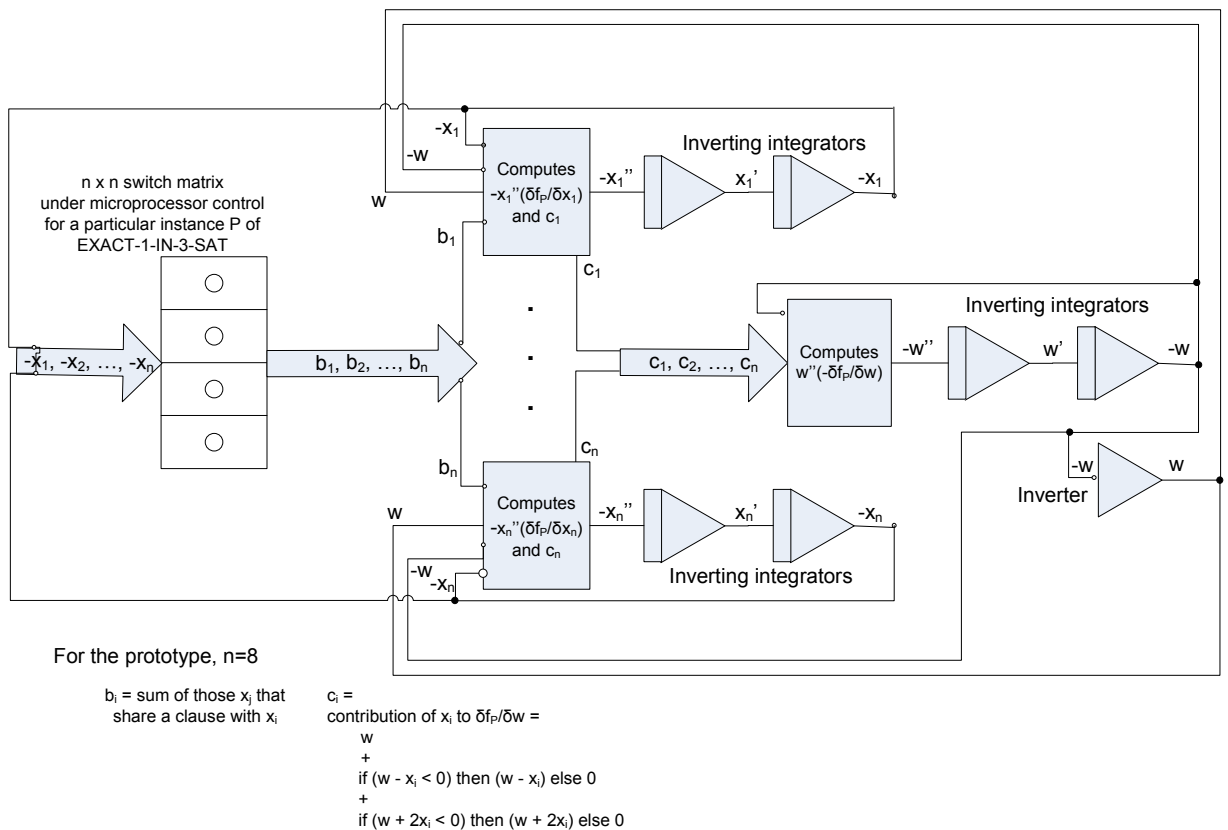 -x₁
-w
w
b₁
Computes
-x₁''(δfₚ/δx₁)
and c₁
-x₁''
Inverting integrators
x₁'
-x₁
n x n switch matrix
under microprocessor control
for a particular instance P of
EXACT-1-IN-3-SAT
c₁
-x₁, -x₂, …, -xₙ
b₁, b₂, …, bₙ
.
.
.
c₁, c₂, …, cₙ
Computes
w''(-δfₚ/δw)
-w''
Inverting integrators
w'
-w
bₙ
cₙ
w
-w
-xₙ
Computes
-xₙ''(δfₚ/δxₙ)
and cₙ
-xₙ''
xₙ'
-xₙ
Inverting integrators
-w
w
Inverter
For the prototype, n=8
bᵢ = sum of those xⱼ that
share a clause with xᵢ
cᵢ =
contribution of xᵢ to δfₚ/δw =
w
+
if (w - xᵢ < 0) then (w - xᵢ) else 0
+
if (w + 2xᵢ < 0) then (w + 2xᵢ) else 0